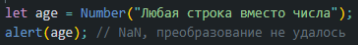 let age = Number("Любая строка вместо числа");
alert(age); // NaN, преобразование не удалось